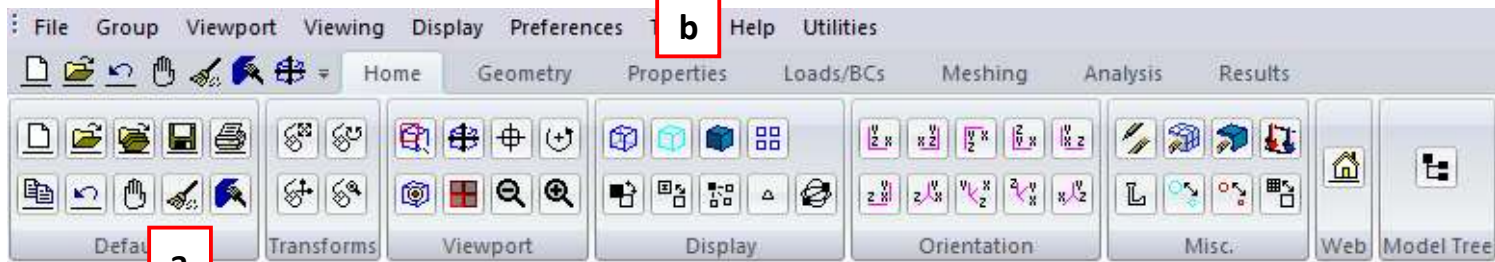 File Group Viewport Viewing Display Preferences b Help Utilities
Home Geometry Properties Loads/BCs Meshing Analysis Results
Transforms Viewport Display Orientation Misc. Web Model Tree